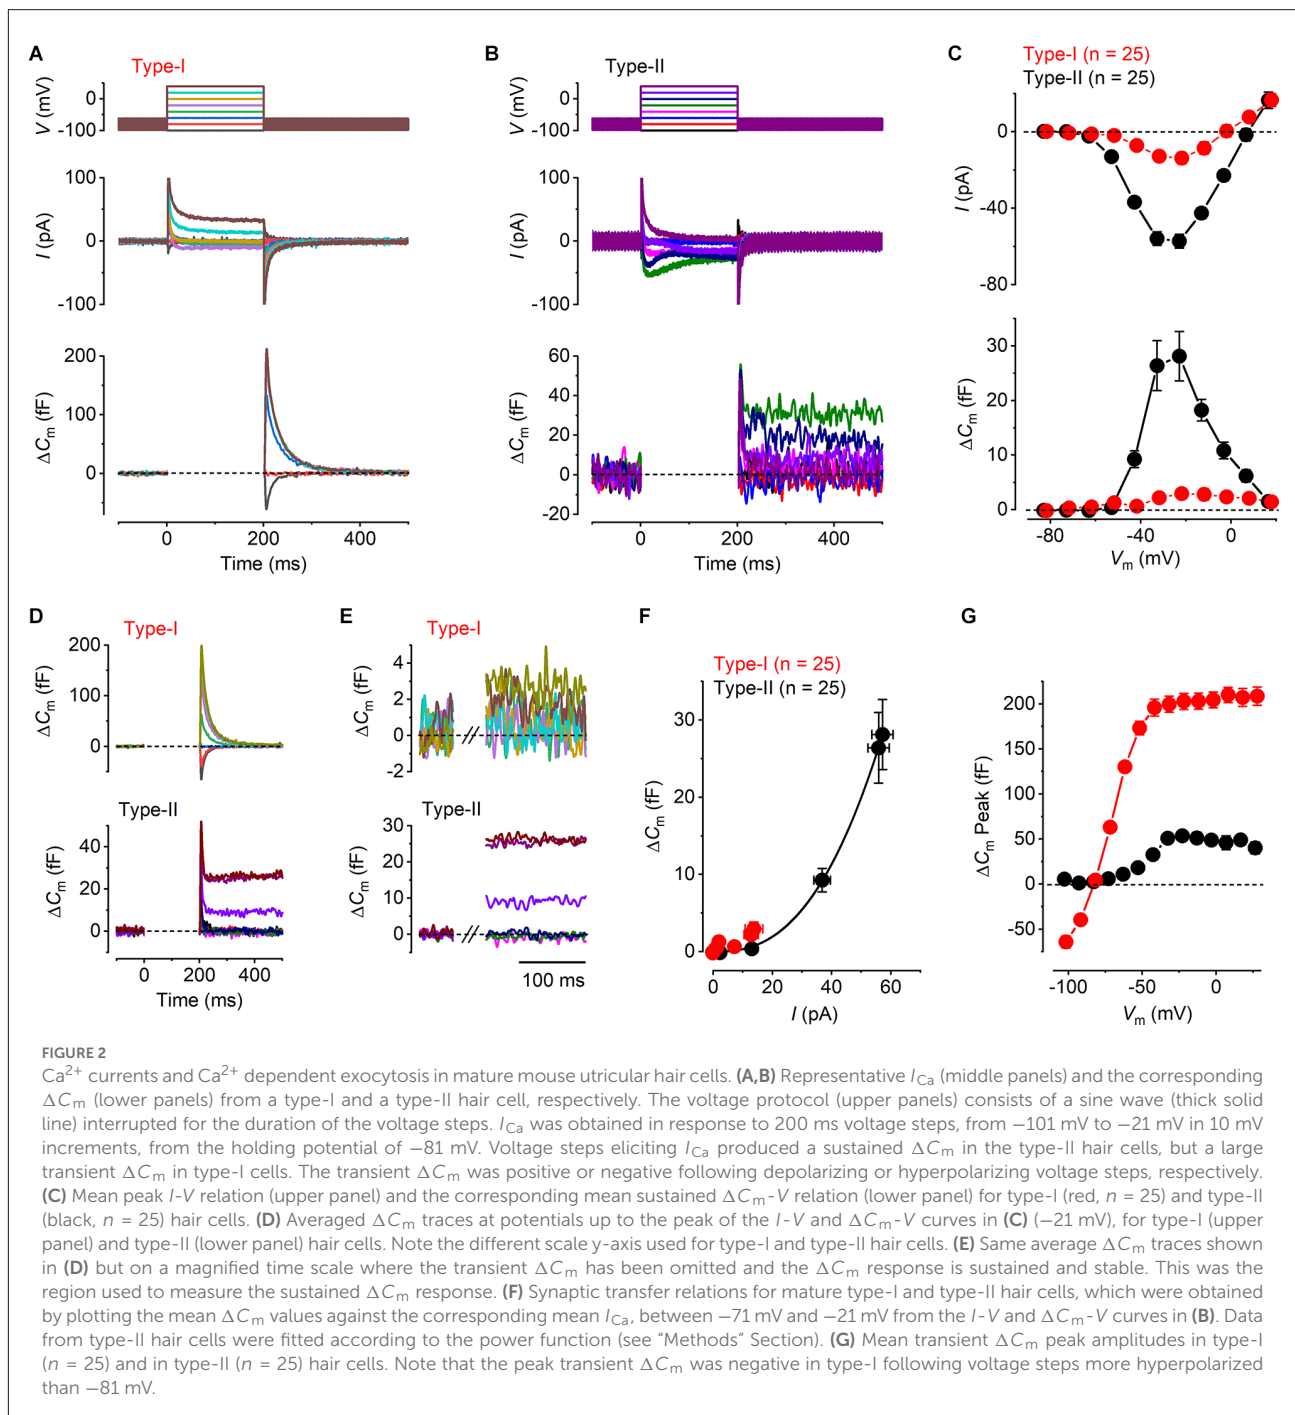 A
Type-I
V (mV)
0
-100
I (pA)
100
0
-100
ΔCm (fF)
200
100
0
0
200
400
Time (ms)
B
Type-II
V (mV)
0
-100
I (pA)
100
0
-100
ΔCm (fF)
60
40
20
0
-20
0
200
400
Time (ms)
C
Type-I (n = 25)
Type-II (n = 25)
I (pA)
0
-40
-80
ΔCm (fF)
30
20
10
0
-80
-40
0
Vm (mV)
D
Type-I
ΔCm (fF)
200
100
0
Type-II
ΔCm (fF)
40
20
0
0
200
400
Time (ms)
E
Type-I
ΔCm (fF)
4
2
0
-2
Type-II
ΔCm (fF)
30
20
10
0
100 ms
F
Type-I (n = 25)
Type-II (n = 25)
ΔCm (fF)
30
20
10
0
0
20
40
60
I (pA)
G
ΔCm Peak (fF)
200
150
100
50
0
-50
-100
-50
0
Vm (mV)
FIGURE 2
Ca2+ currents and Ca2+ dependent exocytosis in mature mouse utricular hair cells. (A,B) Representative ICa (middle panels) and the corresponding
ΔCm (lower panels) from a type-I and a type-II hair cell, respectively. The voltage protocol (upper panels) consists of a sine wave (thick solid
line) interrupted for the duration of the voltage steps. ICa was obtained in response to 200 ms voltage steps, from −101 mV to −21 mV in 10 mV
increments, from the holding potential of −81 mV. Voltage steps eliciting ICa produced a sustained ΔCm in the type-II hair cells, but a large
transient ΔCm in type-I cells. The transient ΔCm was positive or negative following depolarizing or hyperpolarizing voltage steps, respectively.
(C) Mean peak I-V relation (upper panel) and the corresponding mean sustained ΔCm-V relation (lower panel) for type-I (red, n = 25) and type-II
(black, n = 25) hair cells. (D) Averaged ΔCm traces at potentials up to the peak of the I-V and ΔCm-V curves in (C) (−21 mV), for type-I (upper
panel) and type-II (lower panel) hair cells. Note the different scale y-axis used for type-I and type-II hair cells. (E) Same average ΔCm traces shown
in (D) but on a magnified time scale where the transient ΔCm has been omitted and the ΔCm response is sustained and stable. This was the
region used to measure the sustained ΔCm response. (F) Synaptic transfer relations for mature type-I and type-II hair cells, which were obtained
by plotting the mean ΔCm values against the corresponding mean ICa, between −71 mV and −21 mV from the I-V and ΔCm-V curves in (B). Data
from type-II hair cells were fitted according to the power function (see “Methods” Section). (G) Mean transient ΔCm peak amplitudes in type-I
(n = 25) and in type-II (n = 25) hair cells. Note that the peak transient ΔCm was negative in type-I following voltage steps more hyperpolarized
than −81 mV.